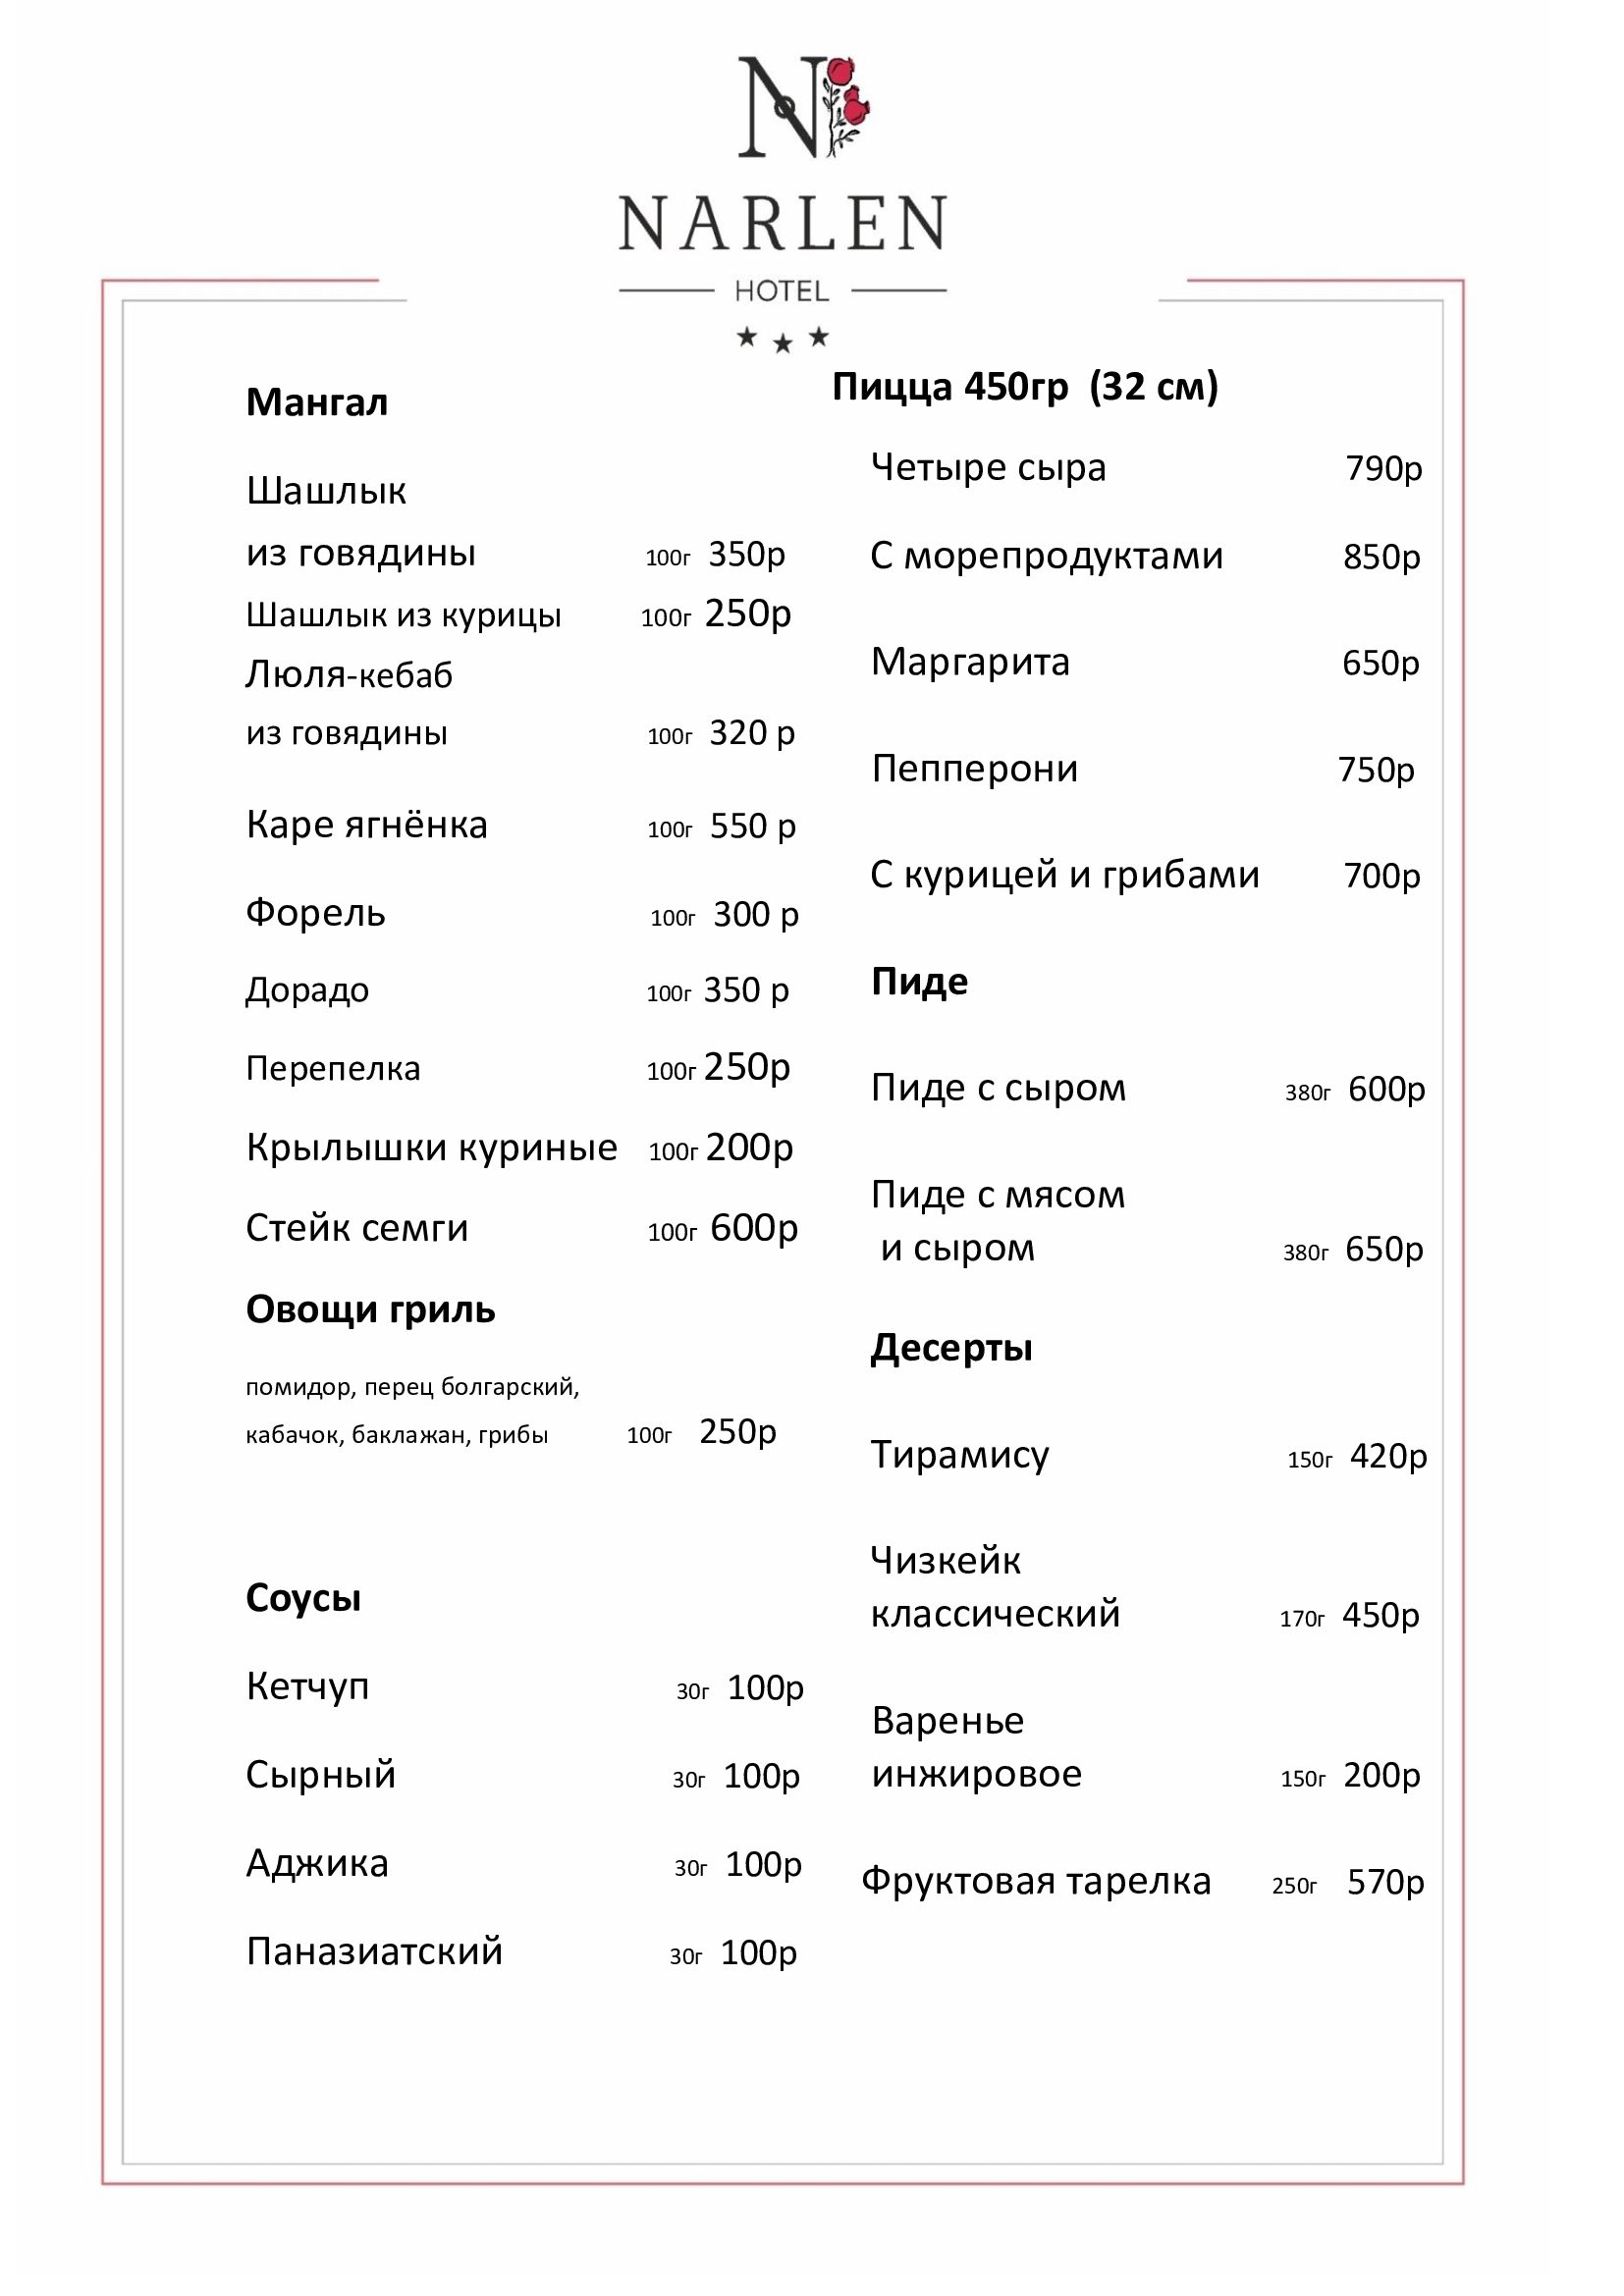 N
NARLEN
HOTEL
Мангал
Шашлык
из говядины 100г 350р
Шашлык из курицы 100г 250р
Люля-кебаб
из говядины 100г 320 р
Каре ягнёнка 100г 550 р
Форель 100г 300 р
Дорадо 100г 350 р
Перепелка 100г 250р
Крылышки куриные 100г 200р
Стейк семги 100г 600р
Овощи гриль
помидор, перец болгарский,
кабачок, баклажан, грибы 100г 250р
Соусы
Кетчуп 30г 100р
Сырный 30г 100р
Аджика 30г 100р
Паназиатский 30г 100р
Пицца 450гр (32 см)
Четыре сыра 790р
С морепродуктами 850р
Маргарита 650р
Пепперони 750р
С курицей и грибами 700р
Пиде
Пиде с сыром 380г 600р
Пиде с мясом
и сыром 380г 650р
Десерты
Тирамису 150г 420р
Чизкейк
классический 170г 450р
Варенье
инжировое 150г 200р
Фруктовая тарелка 250г 570р